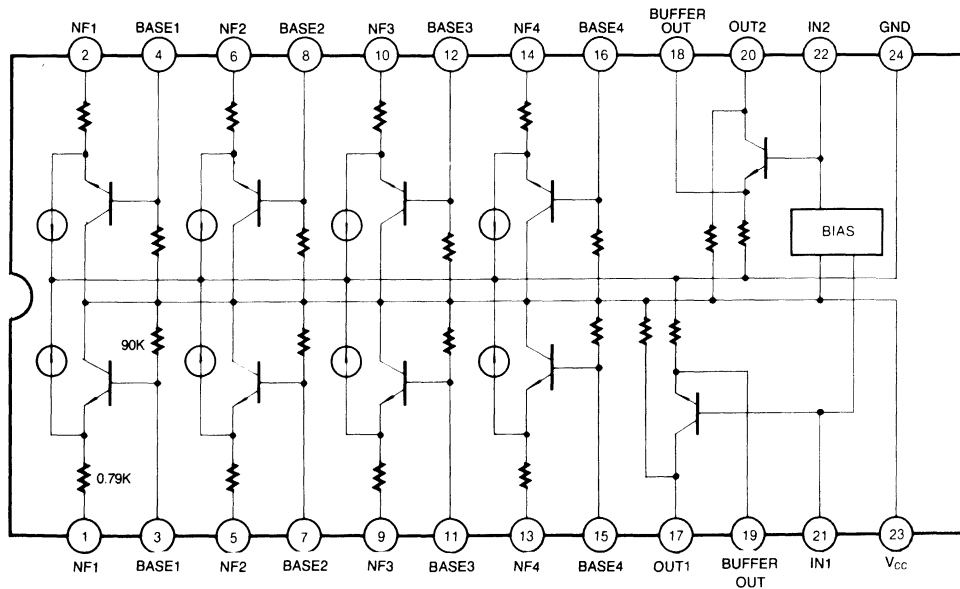 NF1 BASE1 NF2 BASE2 NF3 BASE3 NF4 BASE4 BUFFER OUT OUT2 IN2 GND
2 4 6 8 10 12 14 16 18 20 22 24
BIAS
90K
0.79K
1 3 5 7 9 11 13 15 17 19 21 23
NF1 BASE1 NF2 BASE2 NF3 BASE3 NF4 BASE4 OUT1 BUFFER OUT IN1 VCC